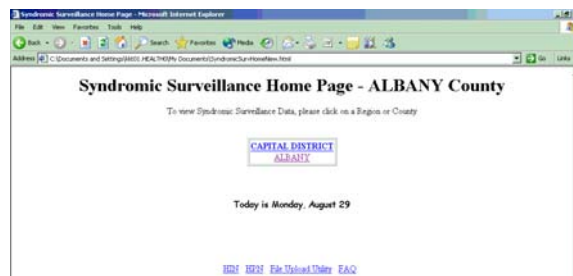 Syndromic Surveillance Home Page - Microsoft Internet Explorer
File Edit View Favorites Tools Help
Back Search Favorites Media
Address Go Links
Syndromic Surveillance Home Page - ALBANY County
To view Syndromic Surveillance Data, please click on a Region or County
CAPITAL DISTRICT
ALBANY
Today is Monday, August 29
HIN HPN File Upload Utility FAQ